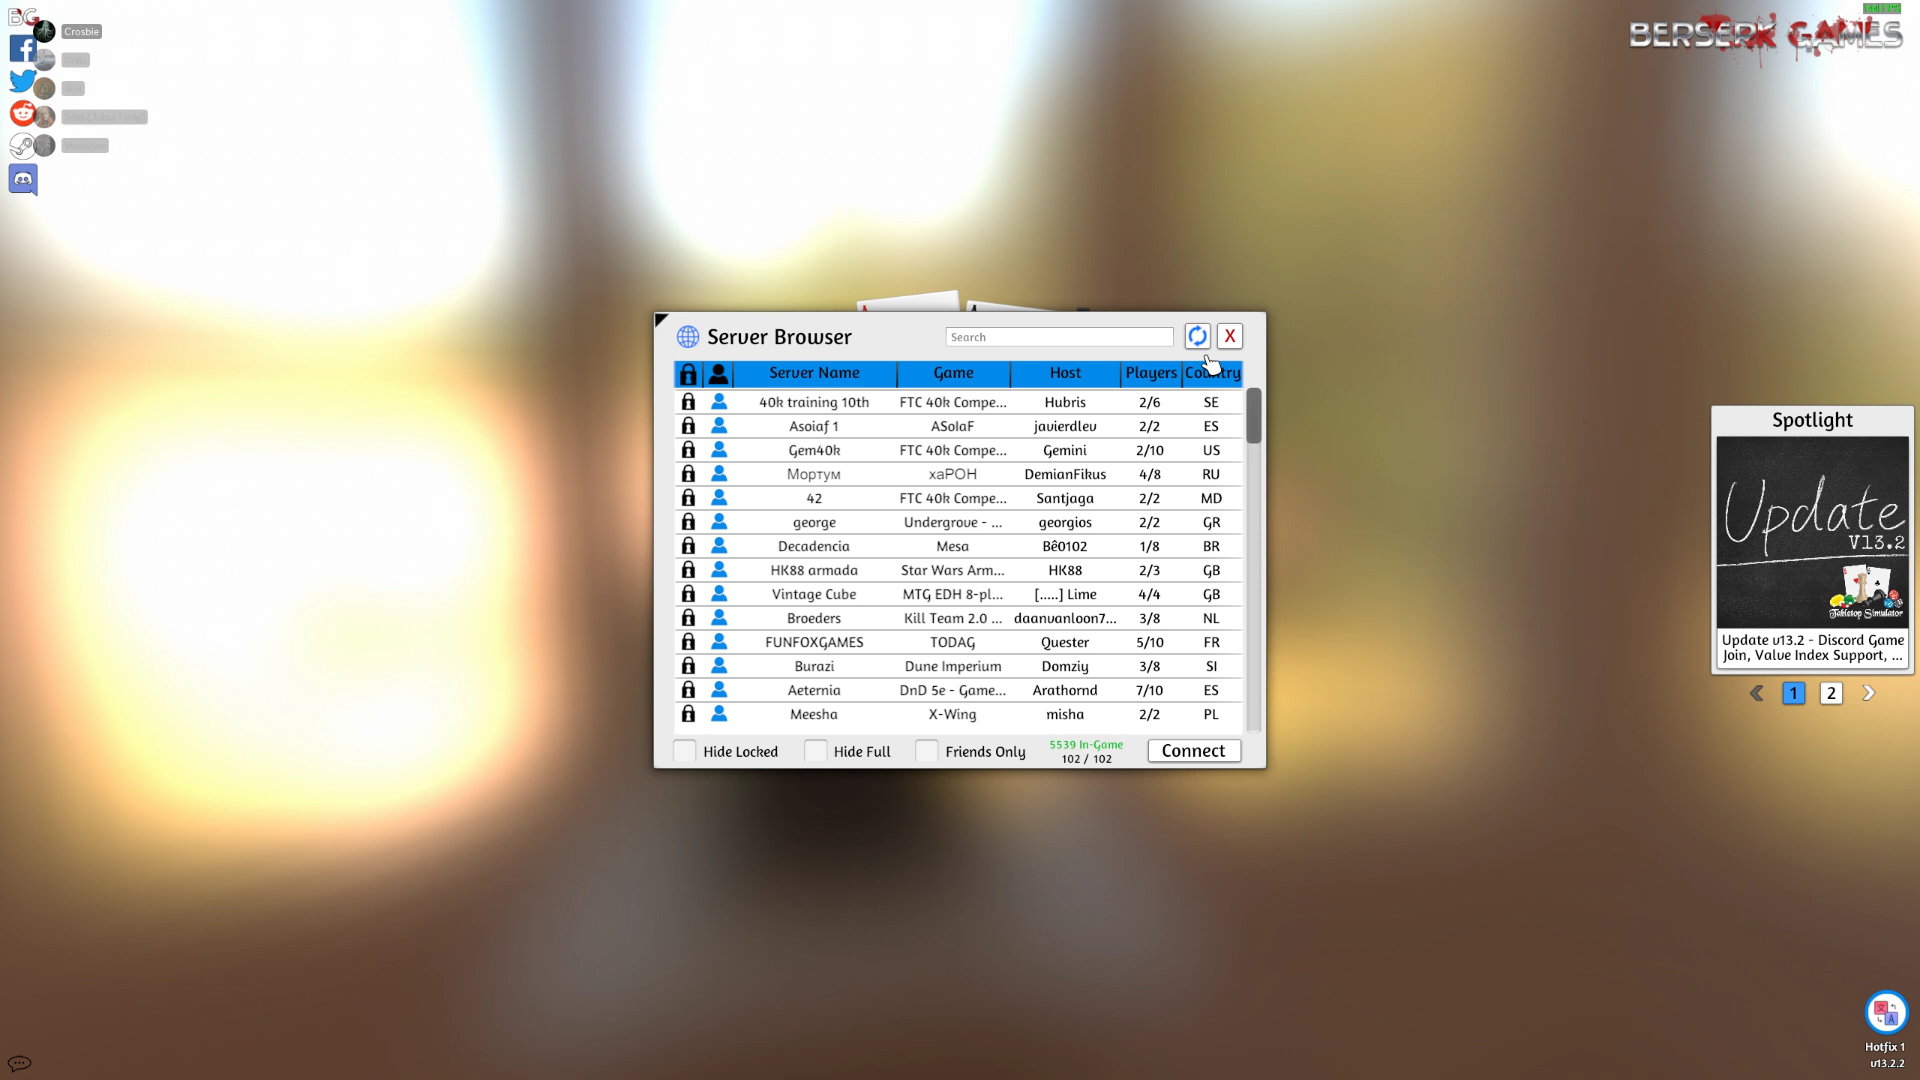 BG
Crosbie
BERSERK GAMES
Server Browser
Search
X
Server Name Game Host Players Country
40k training 10th FTC 40k Compe... Hubris 2/6 SE
Asoiaf 1 ASoIaF javierdlev 2/2 ES
Gem40k FTC 40k Compe... Gemini 2/10 US
Мортум хаРОН DemianFikus 4/8 RU
42 FTC 40k Compe... Santjaga 2/2 MD
george Undergrove - ... georgios 2/2 GR
Decadencia Mesa Bê0102 1/8 BR
HK88 armada Star Wars Arm... HK88 2/3 GB
Vintage Cube MTG EDH 8-pl... [.....] Lime 4/4 GB
Broeders Kill Team 2.0 ... daanvanloon7... 3/8 NL
FUNFOXGAMES TODAG Quester 5/10 FR
Burazi Dune Imperium Domziy 3/8 SI
Aeternia DnD 5e - Game... Arathornd 7/10 ES
Meesha X-Wing misha 2/2 PL
Hide Locked Hide Full Friends Only
5539 In-Game
102 / 102
Connect
Spotlight
Update
V13.2
Tabletop Simulator
Update v13.2 - Discord Game
Join, Value Index Support, ...
1 2
Hotfix 1
v13.2.2